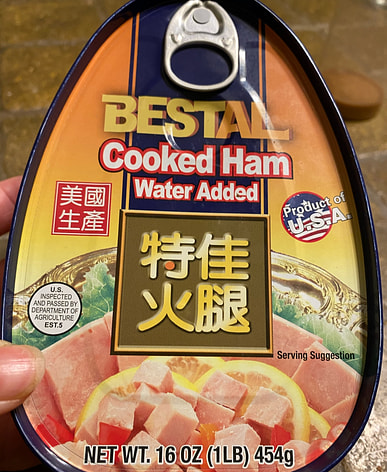 BESTALL
Cooked Ham
Water Added
美國
生產
Product of
U.S.A.
特佳
火腿
U.S.
INSPECTED
AND PASSED BY
DEPARTMENT OF
AGRICULTURE
EST.5
Serving Suggestion
NET WT. 16 OZ (1LB) 454g